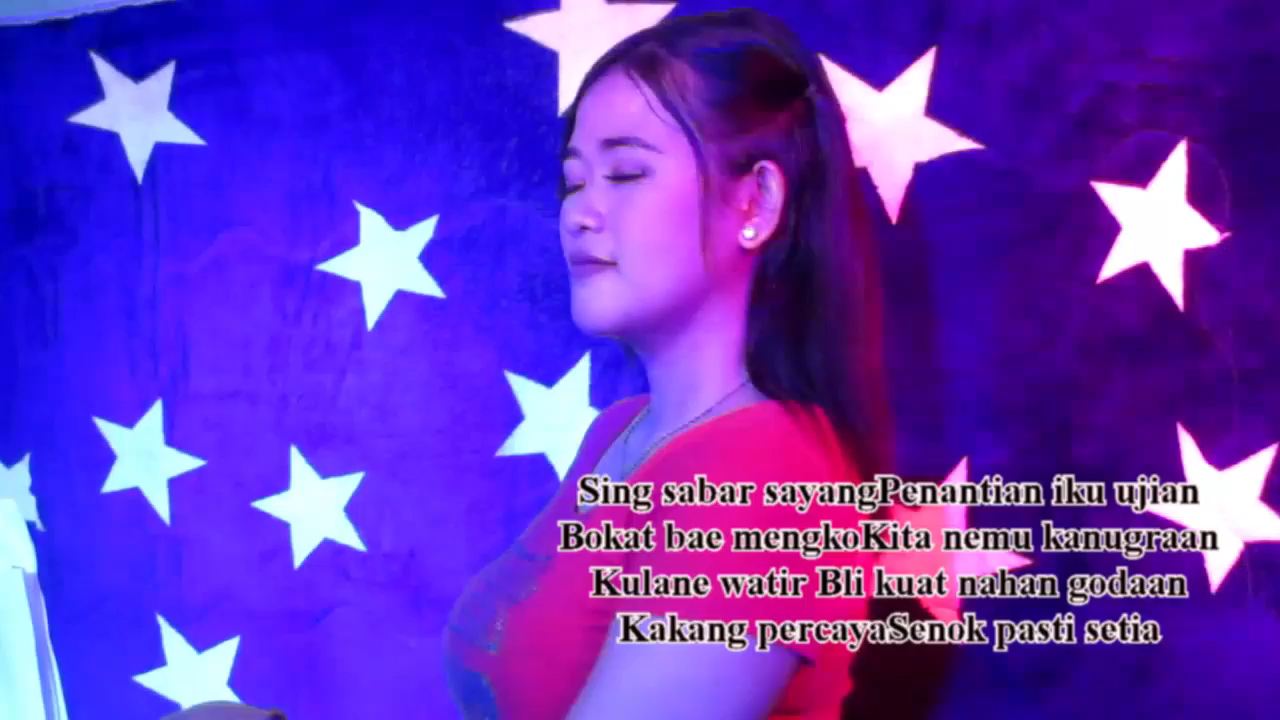 Sing sabar sayangPenantian iku ujian
Bokat bae mengkoKita nemu kanugraan
Kulane watir Bli kuat nahan godaan
Kakang percayaSenok pasti setia